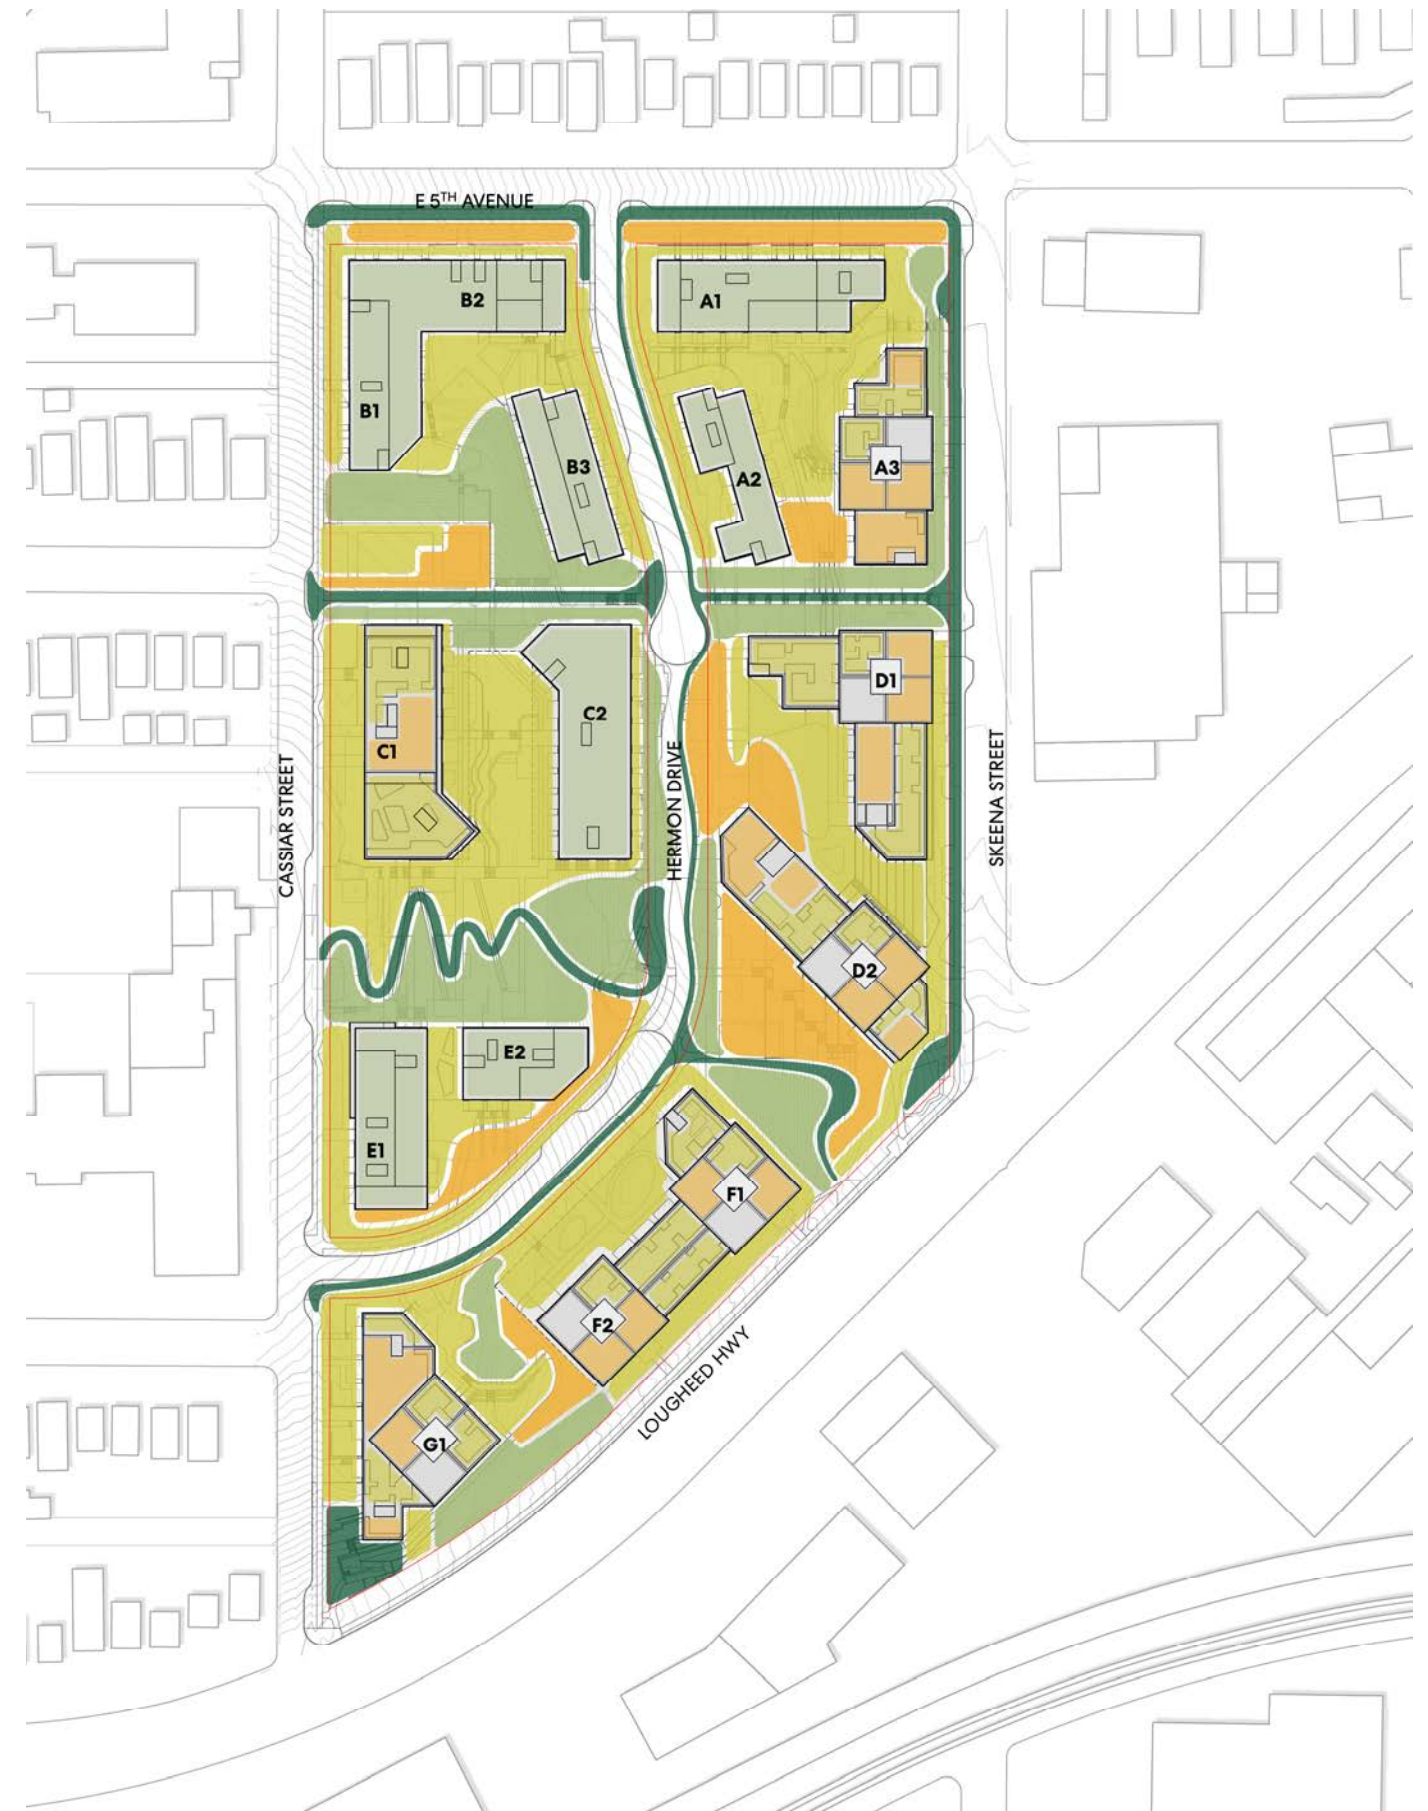 E 5TH AVENUE
B2
A1
B1
B3
A3
A2
D1
C2
C1
HERMON DRIVE
SKEENA STREET
CASSIAR STREET
D2
E2
E1
F1
F2
LOUGHEED HWY
G1